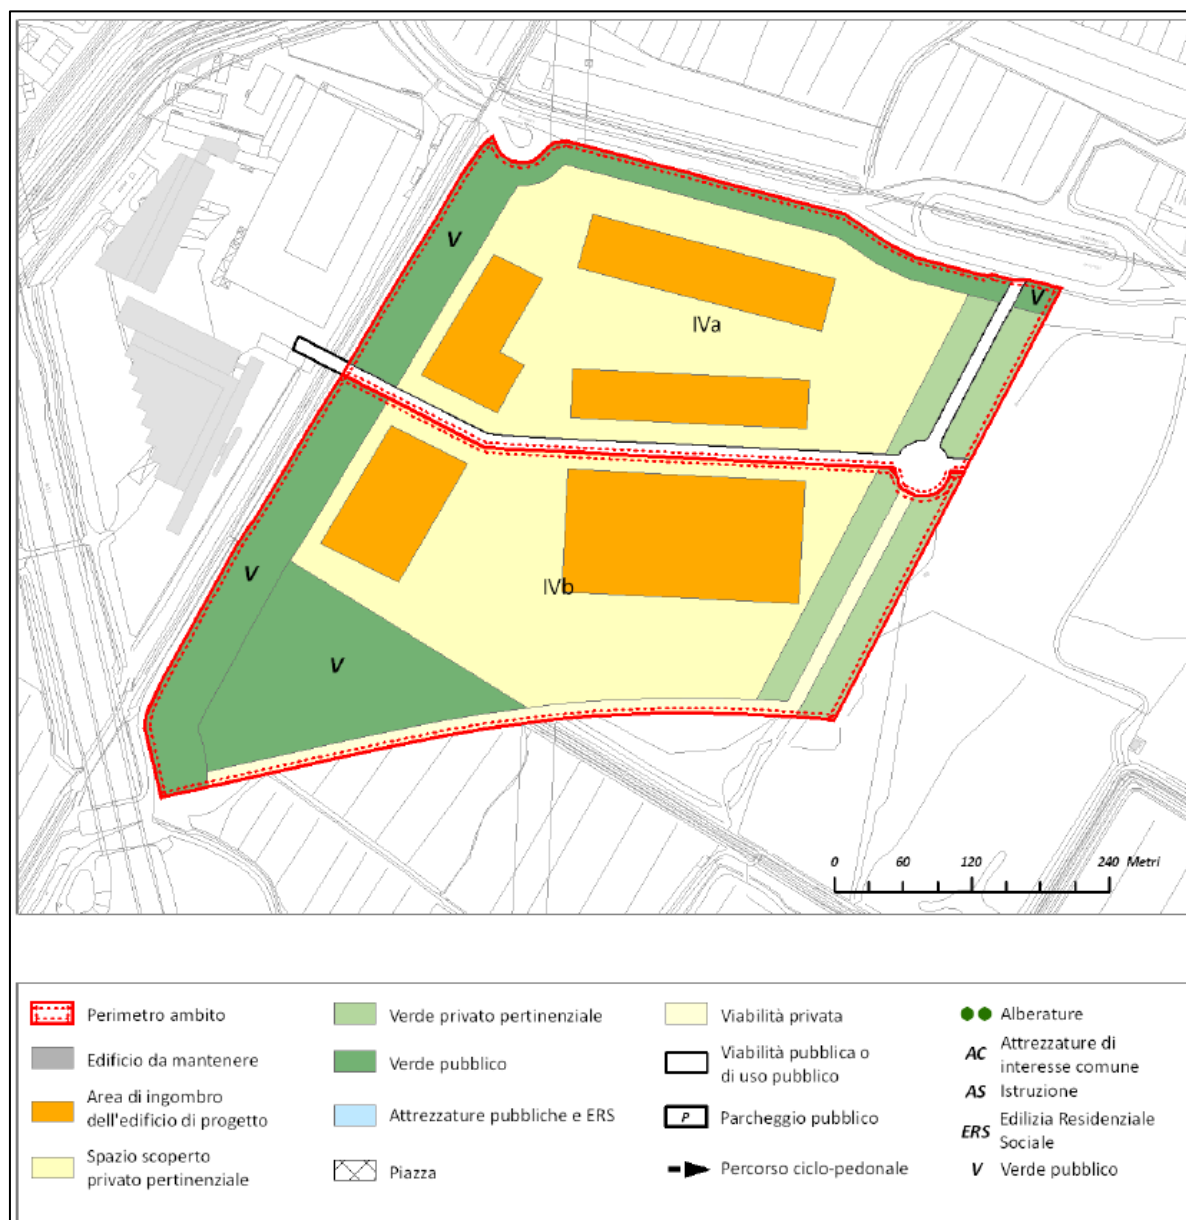 V
V
IVa
V
IVb
V
0 60 120 240 Metri
Perimetro ambito
Edificio da mantenere
Area di ingombro
dell'edificio di progetto
Spazio scoperto
privato pertinenziale
Verde privato pertinenziale
Verde pubblico
Attrezzature pubbliche e ERS
Piazza
Viabilità privata
Viabilità pubblica o
di uso pubblico
P Parcheggio pubblico
Percorso ciclo-pedonale
Alberature
AC Attrezzature di
interesse comune
AS Istruzione
ERS Edilizia Residenziale
Sociale
V Verde pubblico